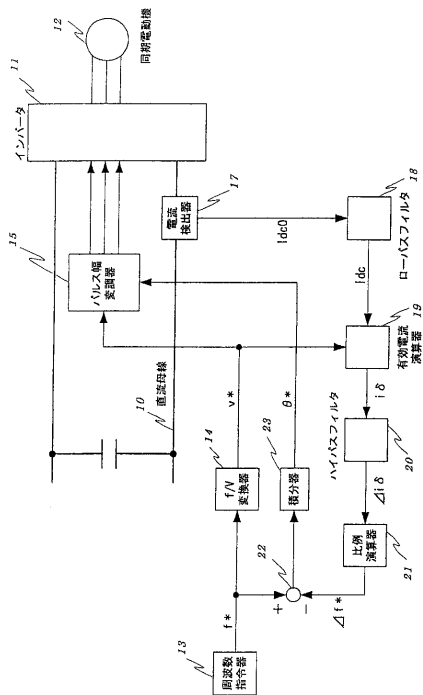 13
周波数
指令器
f*
14
f/V
変換器
v*
+
−
22
23
積分器
θ*
⊿f*
比例
演算器
21
⊿iδ
ハイパスフィルタ
20
iδ
有効電流
演算器
19
Idc
ローパスフィルタ
18
Idc0
電流
検出器
17
直流母線
10
パルス幅
変調器
15
インバータ
11
12
同期電動機